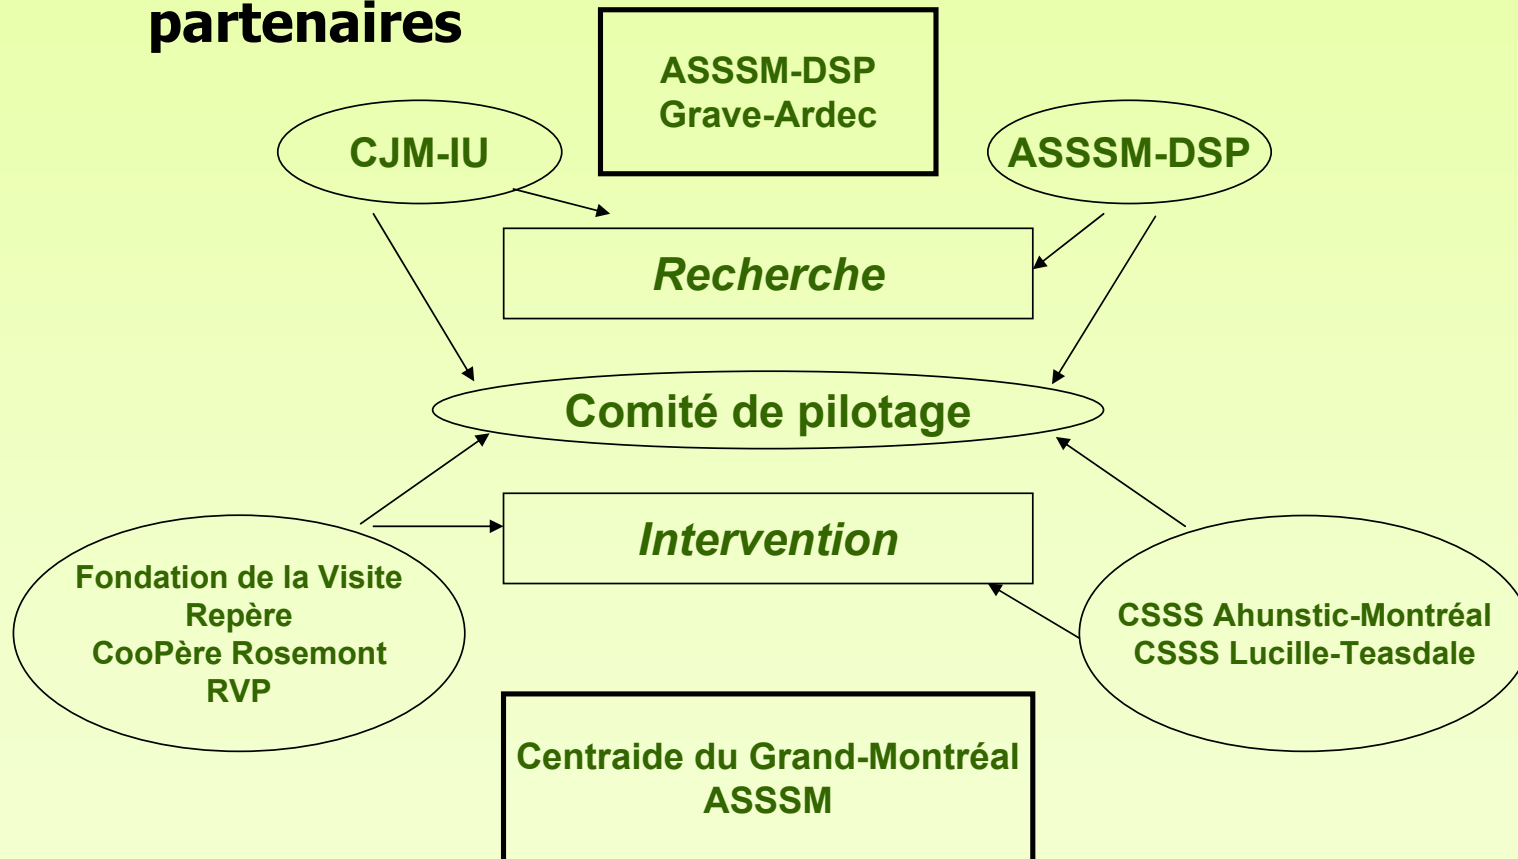 partenaires
ASSSM-DSP
Grave-Ardec
CJM-IU
ASSSM-DSP
Recherche
Comité de pilotage
Intervention
Fondation de la Visite
Repère
CooPère Rosemont
RVP
CSSS Ahunstic-Montréal
CSSS Lucille-Teasdale
Centraide du Grand-Montréal
ASSSM